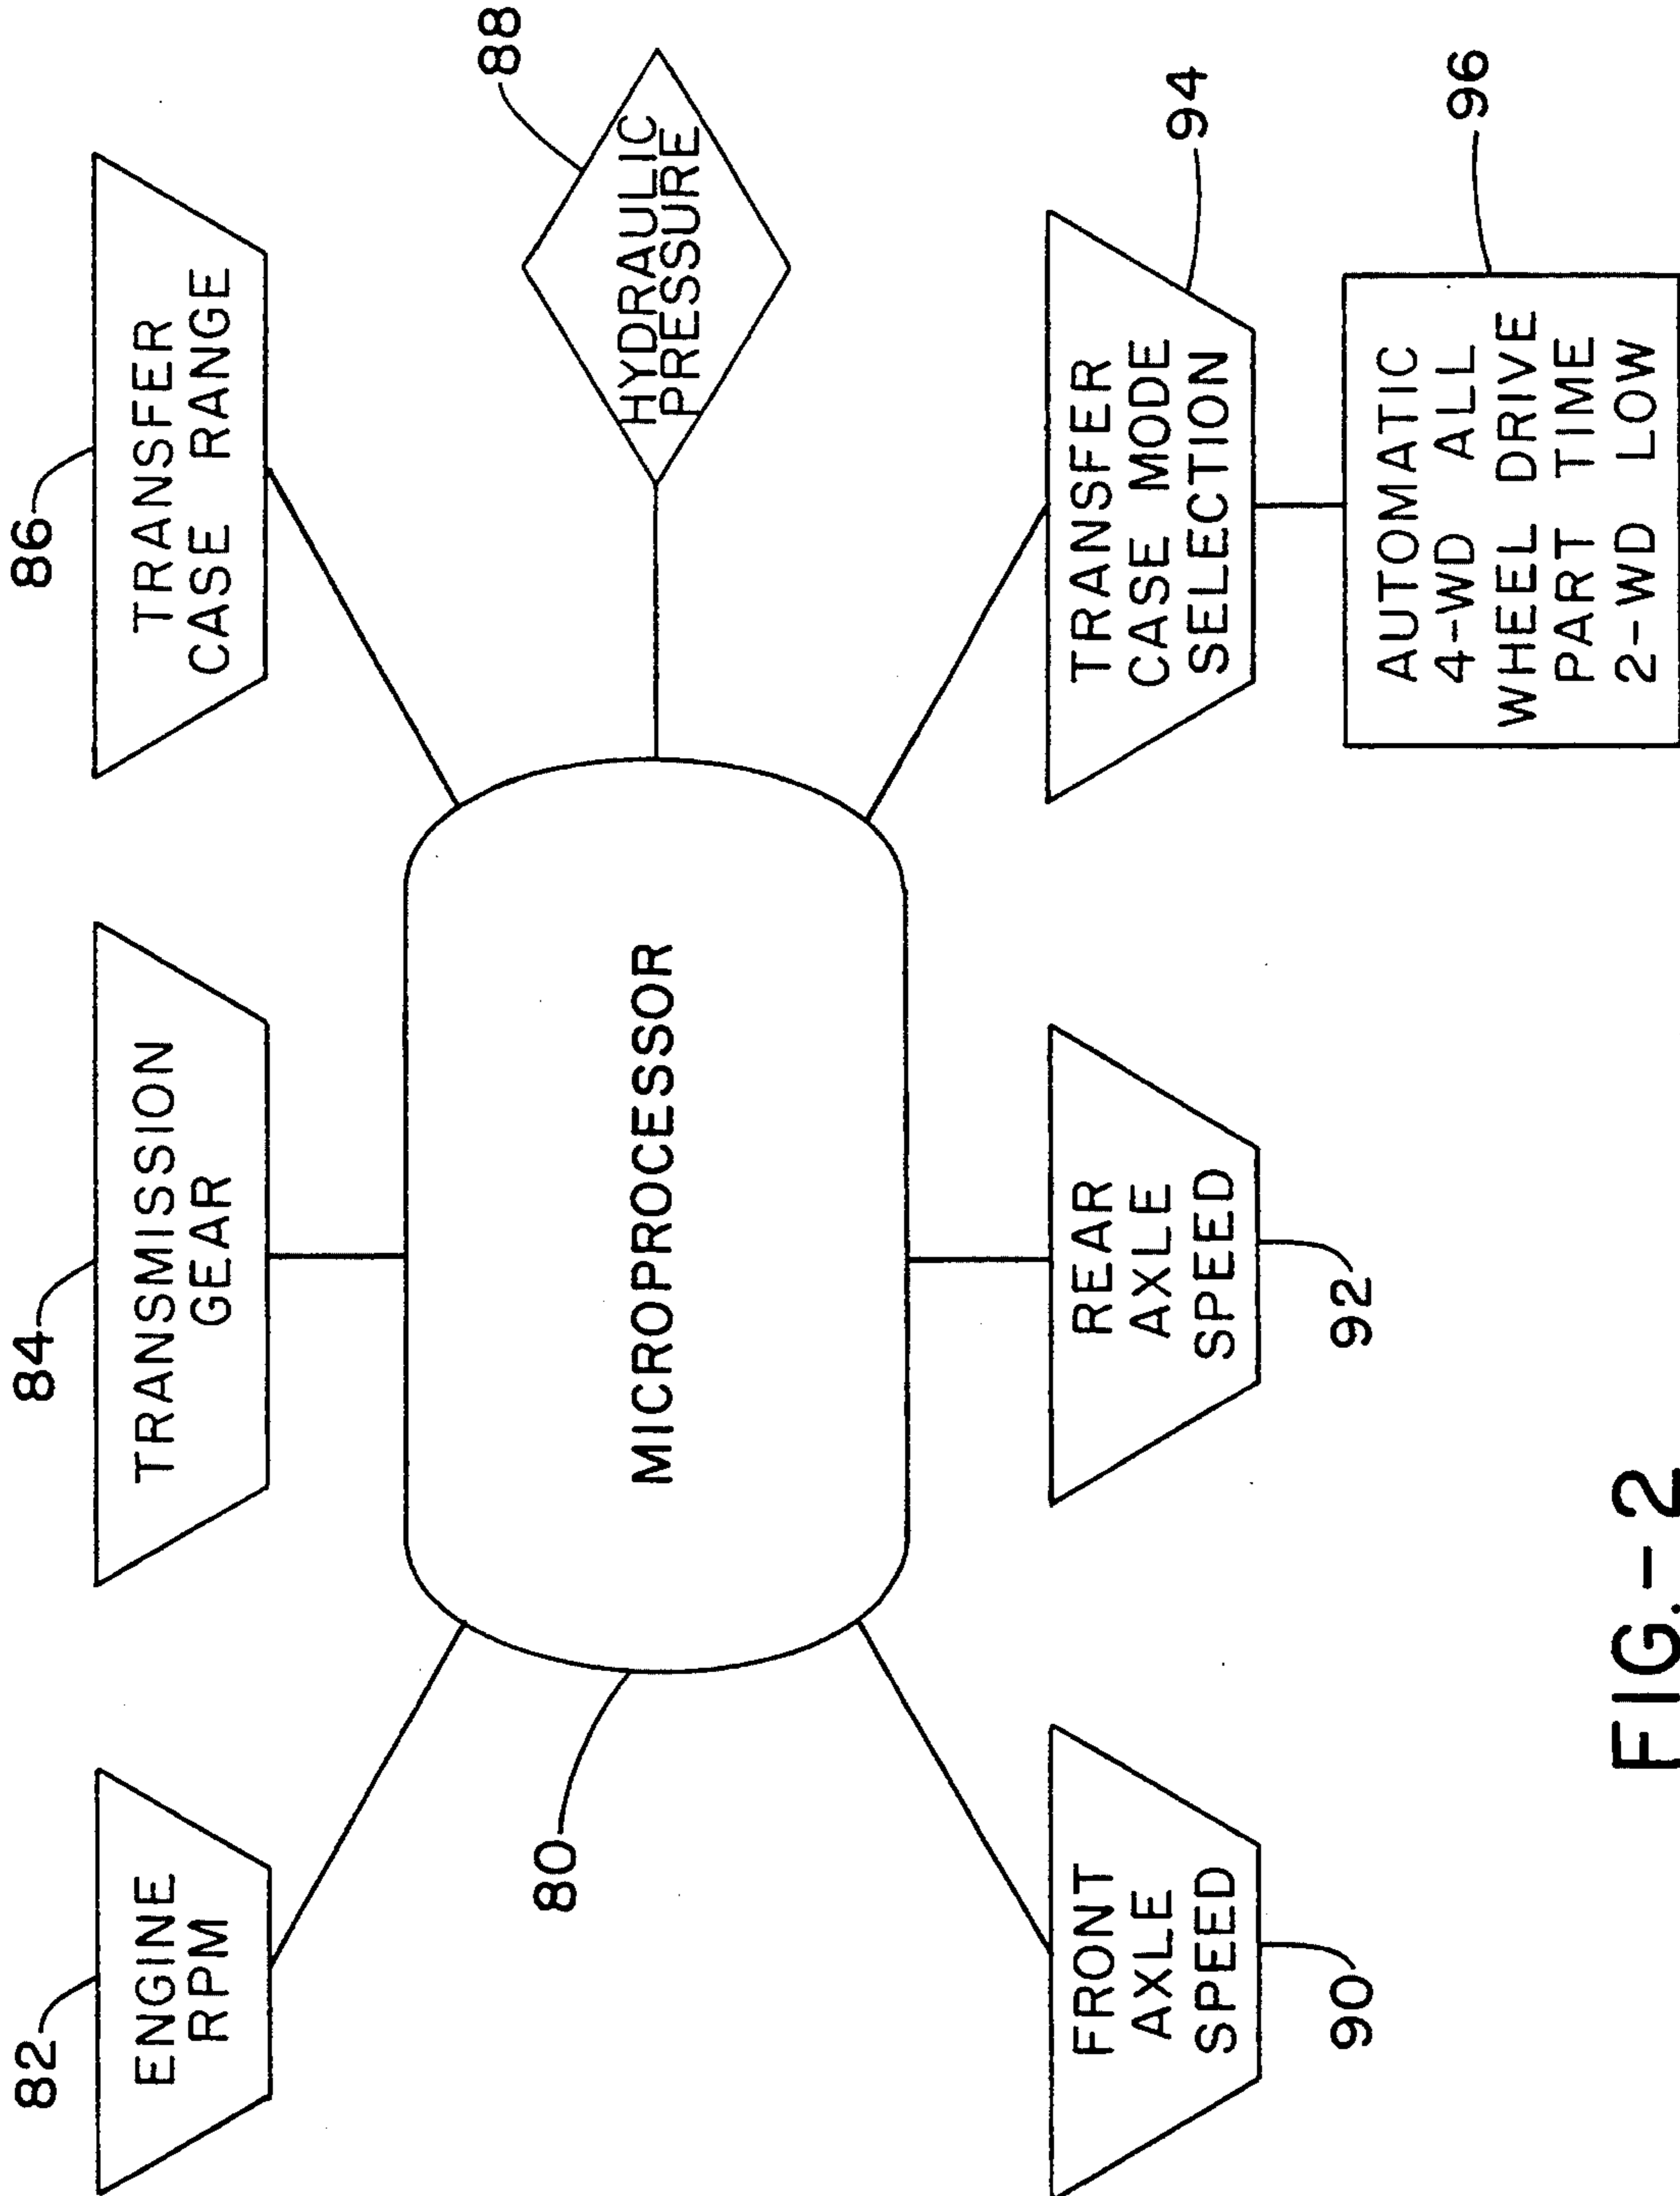 82
84
86
ENGINE
RPM
TRANSMISSION
GEAR
TRANSFER
CASE RANGE
88
MICROPROCESSOR
HYDRAULIC
PRESSURE
80
FRONT
AXLE
SPEED
90
REAR
AXLE
SPEED
92
TRANSFER
CASE MODE
SELECTION
94
AUTOMATIC
4-WD ALL
WHEEL DRIVE
PART TIME
2-WD LOW
96
FIG.-2